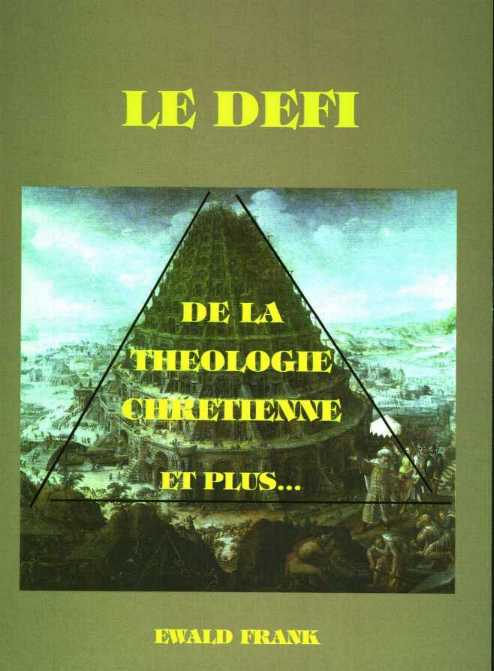 LE DEFI
DE LA
THEOLOGIE
CHRETIENNE
ET PLUS...
EWALD FRANK